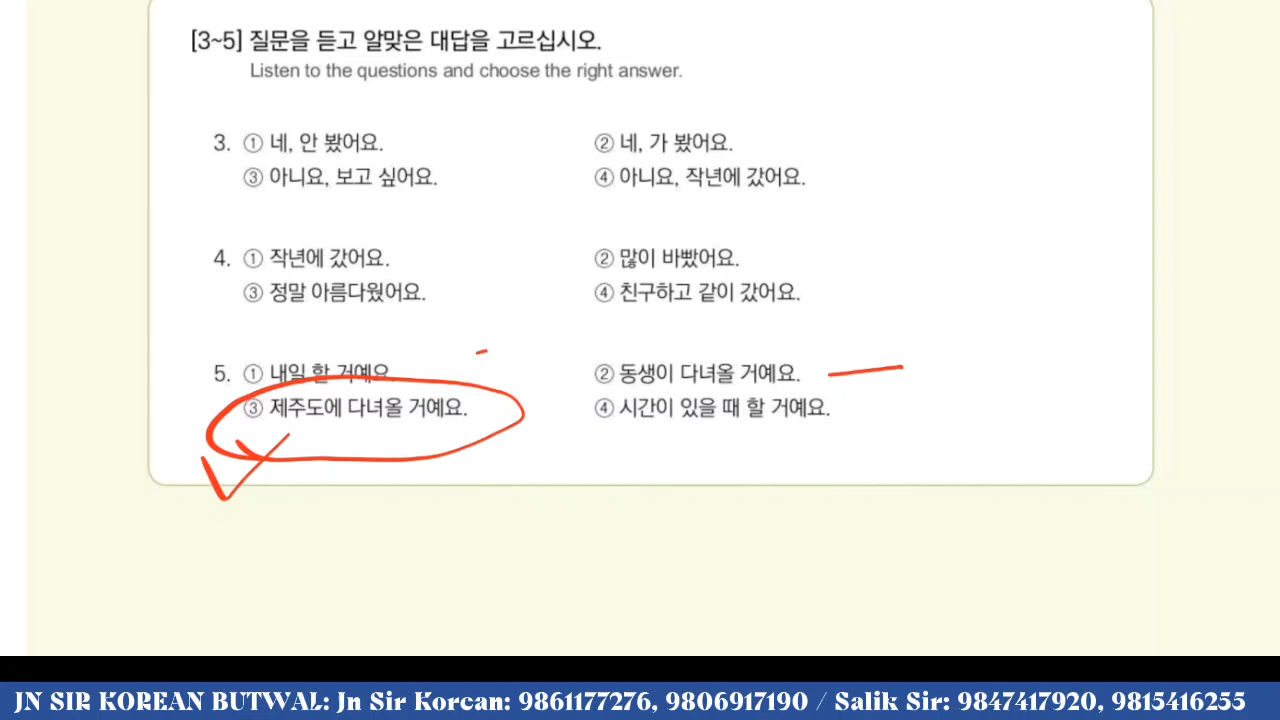 [3~5] 질문을 듣고 알맞은 대답을 고르십시오.
Listen to the questions and choose the right answer.
3. ① 네, 안 봤어요. ② 네, 가 봤어요.
③ 아니요, 보고 싶어요. ④ 아니요, 작년에 갔어요.
4. ① 작년에 갔어요. ② 많이 바빴어요.
③ 정말 아름다웠어요. ④ 친구하고 같이 갔어요.
5. ① 내일 할 거예요. ② 동생이 다녀올 거예요.
③ 제주도에 다녀올 거예요. ④ 시간이 있을 때 할 거예요.
JN SIR KOREAN BUTWAL: Jn Sir Korcan: 9861177276, 9806917190 / Salik Sir: 9847417920, 9815416255